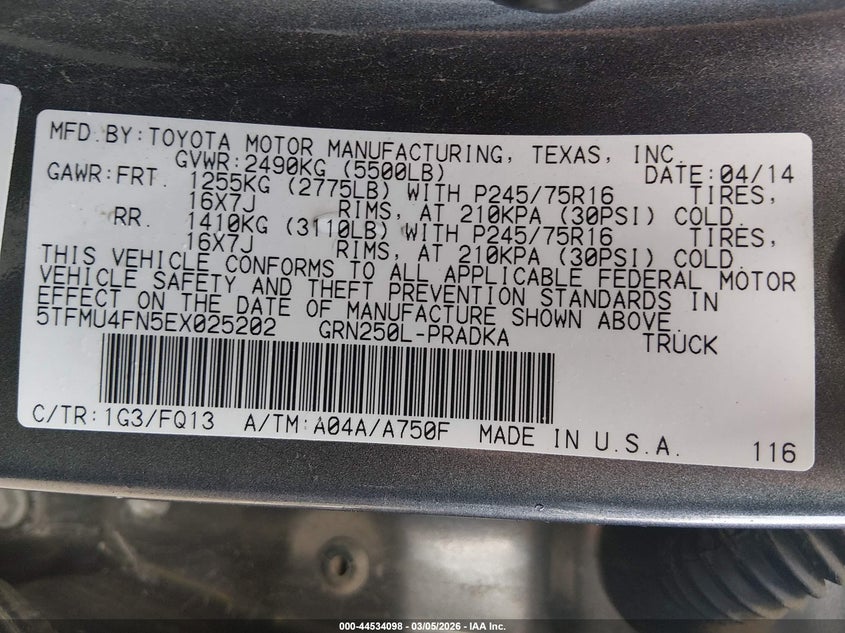 MFD. BY: TOYOTA MOTOR MANUFACTURING, TEXAS, INC.
GVWR: 2490KG (5500LB) DATE: 04/14
GAWR: FRT. 1255KG (2775LB) WITH P245/75R16 TIRES,
16X7J RIMS, AT 210KPA (30PSI) COLD.
RR. 1410KG (3110LB) WITH P245/75R16 TIRES,
16X7J RIMS, AT 210KPA (30PSI) COLD.
THIS VEHICLE CONFORMS TO ALL APPLICABLE FEDERAL MOTOR
VEHICLE SAFETY AND THEFT PREVENTION STANDARDS IN
EFFECT ON THE DATE OF MANUFACTURE SHOWN ABOVE.
5TFMU4FN5EX025202 GRN250L-PRADKA TRUCK
C/TR: 1G3/FQ13 A/TM: A04A/A750F MADE IN U.S.A. 116
000-44534098 - 03/05/2026 - IAA Inc.